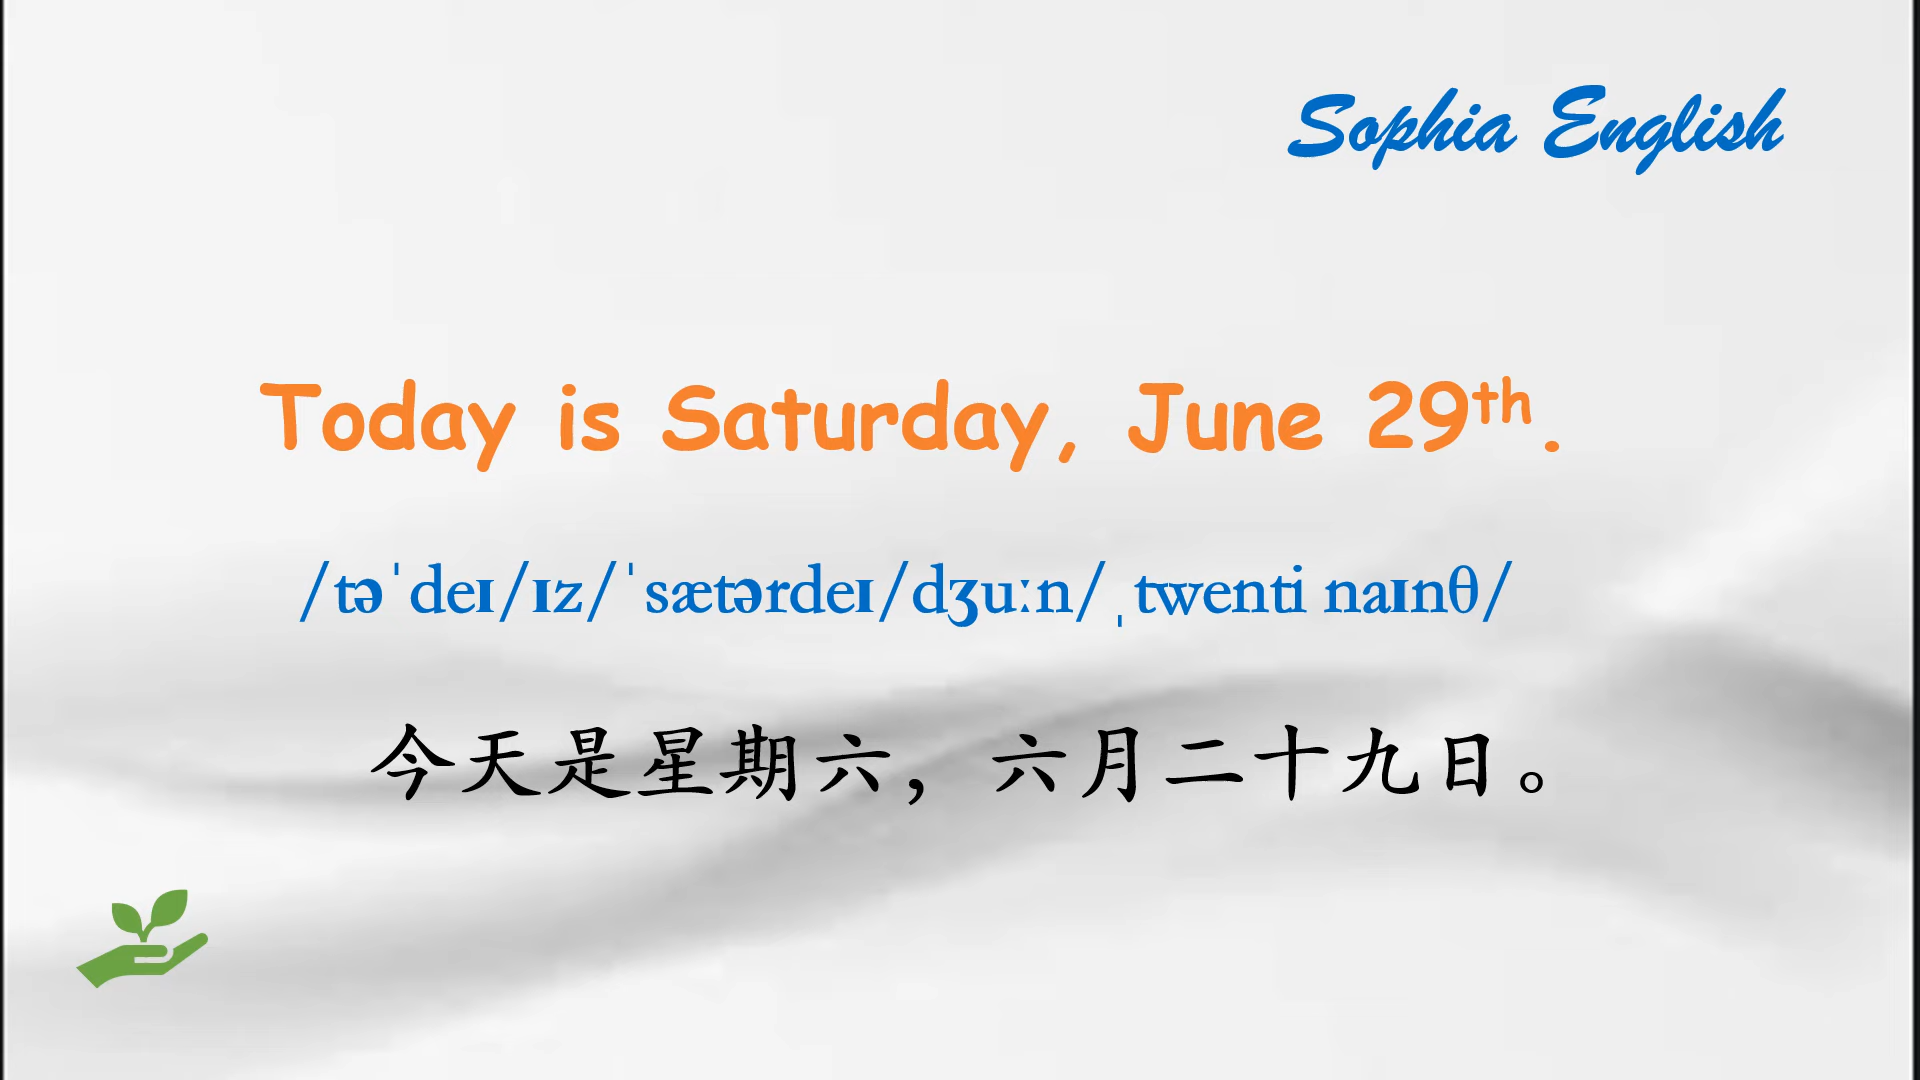 Sophia English
Today is Saturday, June 29th.
/təˈdeɪ/ɪz/ˈsætərdeɪ/dʒuːn/ˌtwenti naɪnθ/
今天是星期六，六月二十九日。